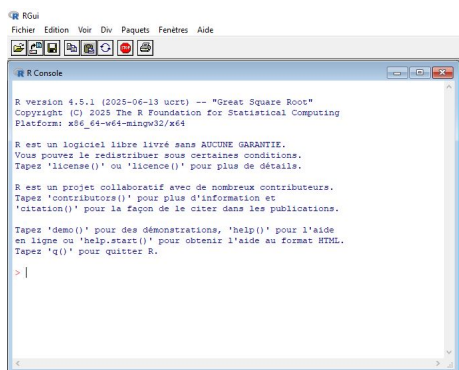 RGui
Fichier Edition Voir Div Paquets Fenêtres Aide
STOP
R Console
R version 4.5.1 (2025-06-13 ucrt) -- "Great Square Root"
Copyright (C) 2025 The R Foundation for Statistical Computing
Platform: x86_64-w64-mingw32/x64
R est un logiciel libre livré sans AUCUNE GARANTIE.
Vous pouvez le redistribuer sous certaines conditions.
Tapez 'license()' ou 'licence()' pour plus de détails.
R est un projet collaboratif avec de nombreux contributeurs.
Tapez 'contributors()' pour plus d'information et
'citation()' pour la façon de le citer dans les publications.
Tapez 'demo()' pour des démonstrations, 'help()' pour l'aide
en ligne ou 'help.start()' pour obtenir l'aide au format HTML.
Tapez 'q()' pour quitter R.
>